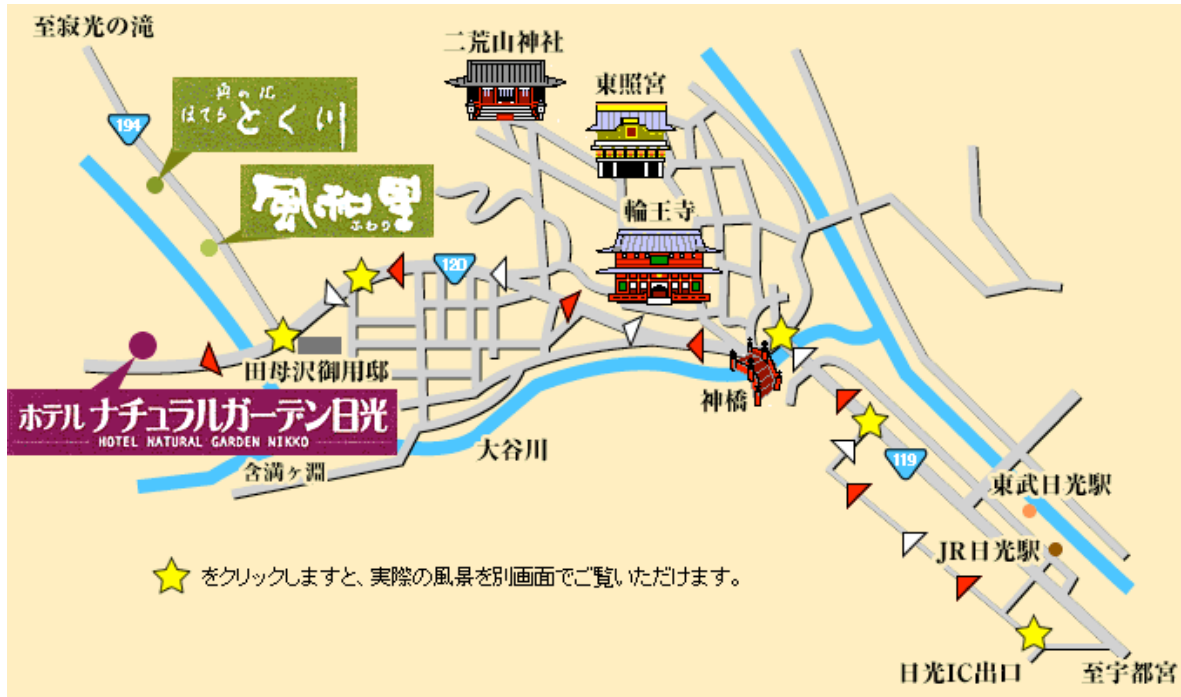 至寂光の滝
二荒山神社
東照宮
奥の院
ほてる とく川
194
風和里
ふわり
輪王寺
120
田母沢御用邸
神橋
ホテル ナチュラルガーデン日光
HOTEL NATURAL GARDEN NIKKO
大谷川
含満ヶ淵
119
東武日光駅
JR日光駅
をクリックしますと、実際の風景を別画面でご覧いただけます。
日光IC出口
至宇都宮